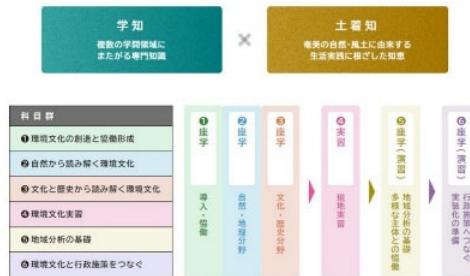 学知
複数の学問領域に
またがる専門知識
×
土着知
奄美の自然・風土に由来する
生活実践に根ざした知恵
科目群
❶環境文化の創造と協働形成
❷自然から読み解く環境文化
❸文化と歴史から読み解く環境文化
❹環境文化実習
❺地域分析の基礎
❻環境文化と行政施策をつなぐ
❶座学
導入・協働
❷座学
自然・地理分野
❸座学
文化・歴史分野
❹実習
現地実習
❺座学(演習)
地域分析の基礎
多様な主体との協働
❻座学(演習)
行政施策へつなぐ
実装化の準備